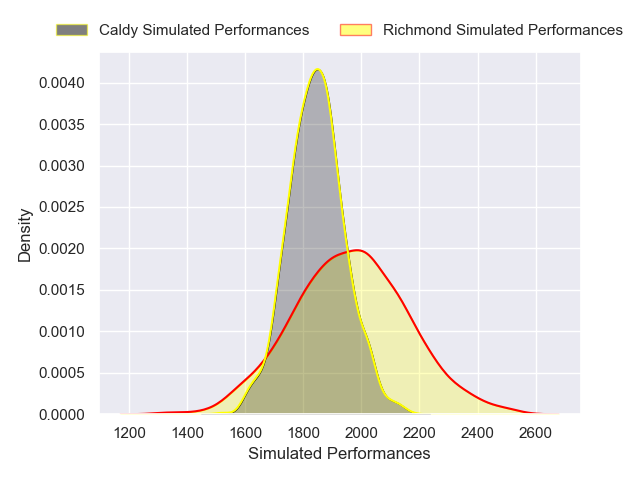 Caldy Simulated Performances
Richmond Simulated Performances
0.0040
0.0035
0.0030
0.0025
0.0020
0.0015
0.0010
0.0005
0.0000
Density
1200 1400 1600 1800 2000 2200 2400 2600
Simulated Performances